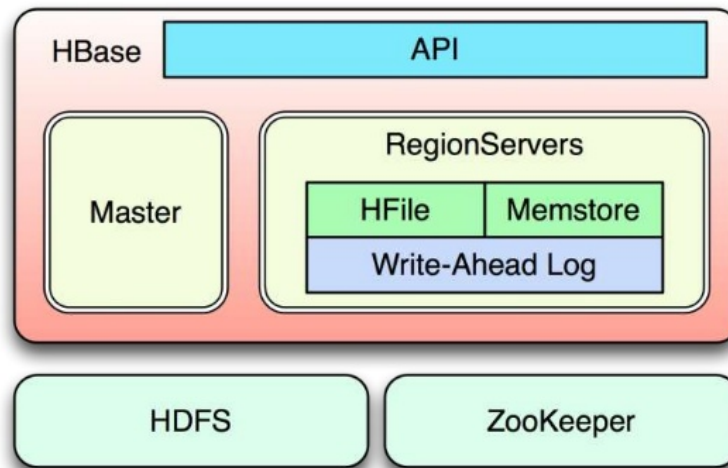 HBase API
Master
RegionServers
HFile Memstore
Write-Ahead Log
HDFS ZooKeeper